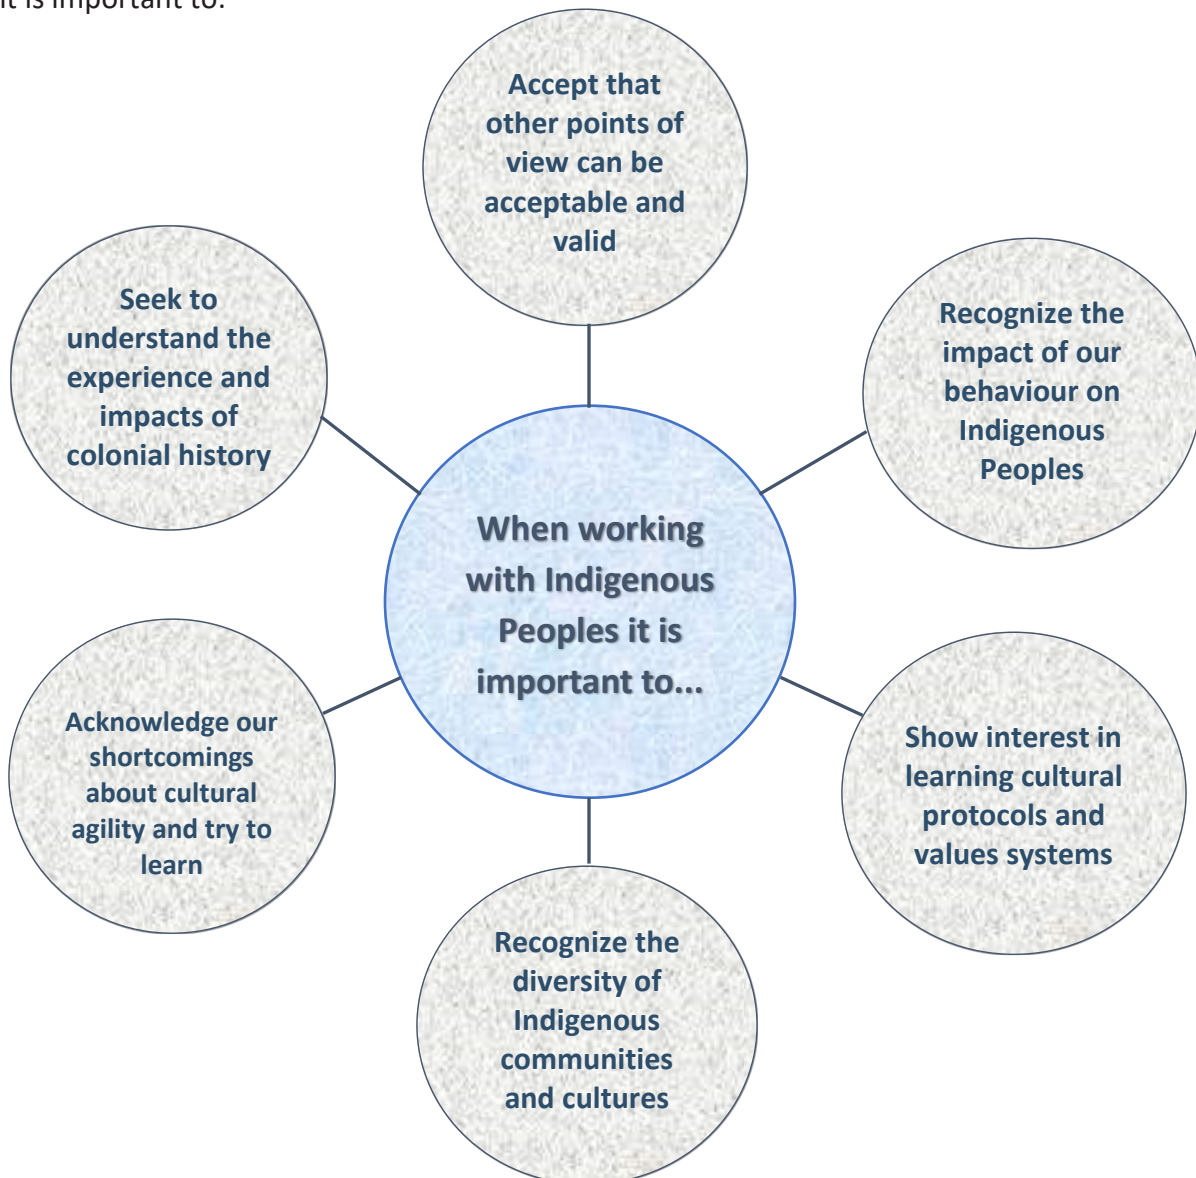 it is important to:
Accept that
other points of
view can be
acceptable and
valid
Recognize the
impact of our
behaviour on
Indigenous
Peoples
Show interest in
learning cultural
protocols and
values systems
Recognize the
diversity of
Indigenous
communities
and cultures
Acknowledge our
shortcomings
about cultural
agility and try to
learn
Seek to
understand the
experience and
impacts of
colonial history
When working
with Indigenous
Peoples it is
important to...